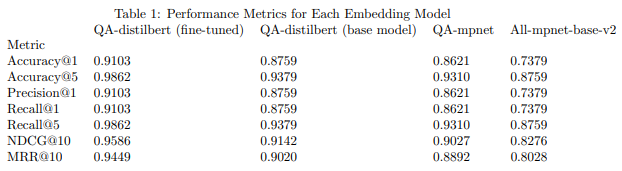 Table 1: Performance Metrics for Each Embedding Model
QA-distilbert (fine-tuned) QA-distilbert (base model) QA-mpnet All-mpnet-base-v2
Metric
Accuracy@1 0.9103 0.8759 0.8621 0.7379
Accuracy@5 0.9862 0.9379 0.9310 0.8759
Precision@1 0.9103 0.8759 0.8621 0.7379
Recall@1 0.9103 0.8759 0.8621 0.7379
Recall@5 0.9862 0.9379 0.9310 0.8759
NDCG@10 0.9586 0.9142 0.9027 0.8276
MRR@10 0.9449 0.9020 0.8892 0.8028